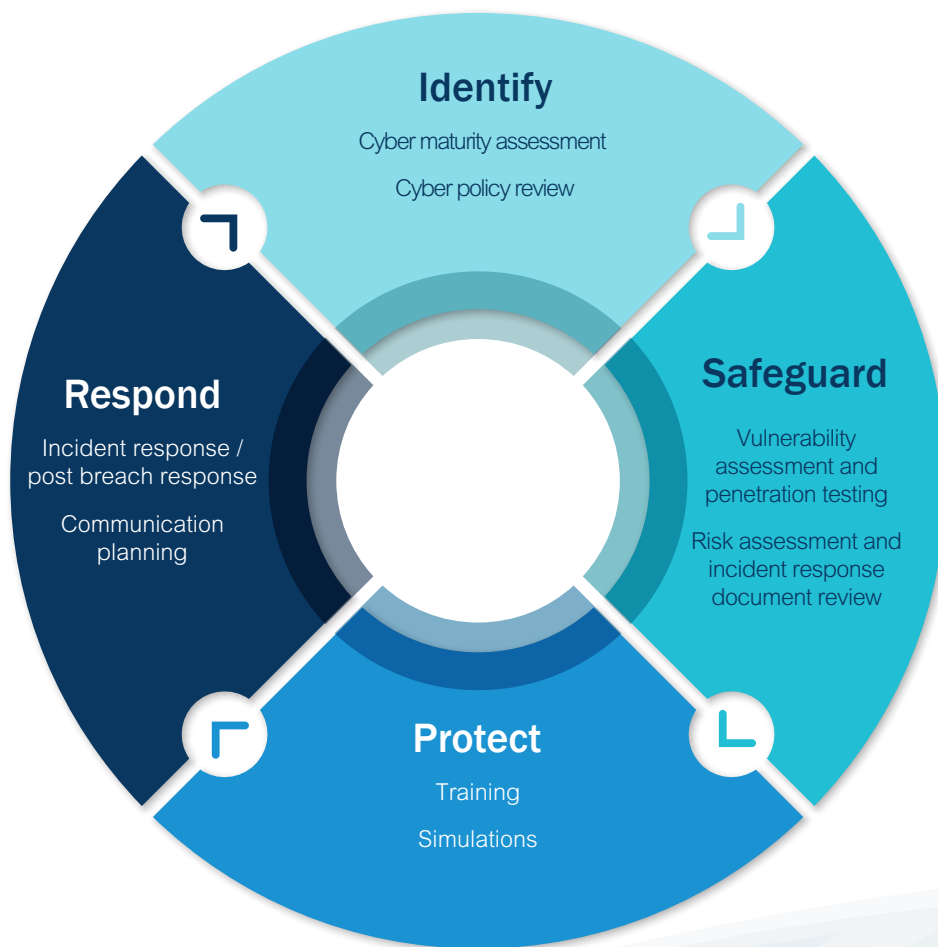 Identify
Cyber maturity assessment
Cyber policy review
Safeguard
Vulnerability
assessment and
penetration testing
Risk assessment and
incident response
document review
Protect
Training
Simulations
Respond
Incident response /
post breach response
Communication
planning